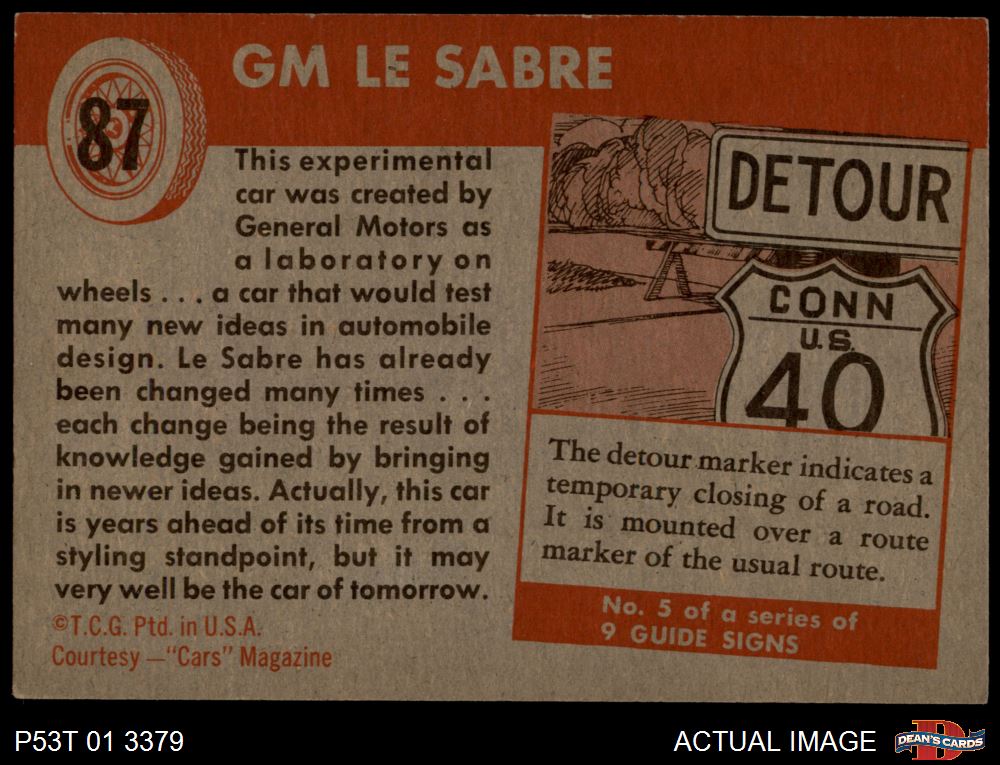 87
GM LE SABRE
This experimental
car was created by
General Motors as
a laboratory on
wheels . . . a car that would test
many new ideas in automobile
design. Le Sabre has already
been changed many times . . .
each change being the result of
knowledge gained by bringing
in newer ideas. Actually, this car
is years ahead of its time from a
styling standpoint, but it may
very well be the car of tomorrow.
©T.C.G. Ptd. in U.S.A.
Courtesy —"Cars" Magazine
DETOUR
CONN
U.S.
40
The detour marker indicates a
temporary closing of a road.
It is mounted over a route
marker of the usual route.
No. 5 of a series of
9 GUIDE SIGNS
P53T 01 3379
ACTUAL IMAGE
DEAN'S CARDS